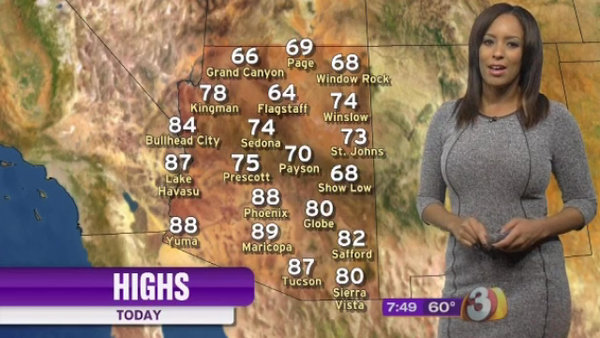 66
Grand Canyon
69
Page
68
Window Rock
78
Kingman
64
Flagstaff
74
Winslow
84
Bullhead City
74
Sedona
73
St. Johns
87
Lake
Havasu
75
Prescott
70
Payson
68
Show Low
88
Phoenix
80
Globe
88
Yuma
89
Maricopa
82
Safford
87
Tucson
80
Sierra
Vista
HIGHS
TODAY
7:49 60° 3